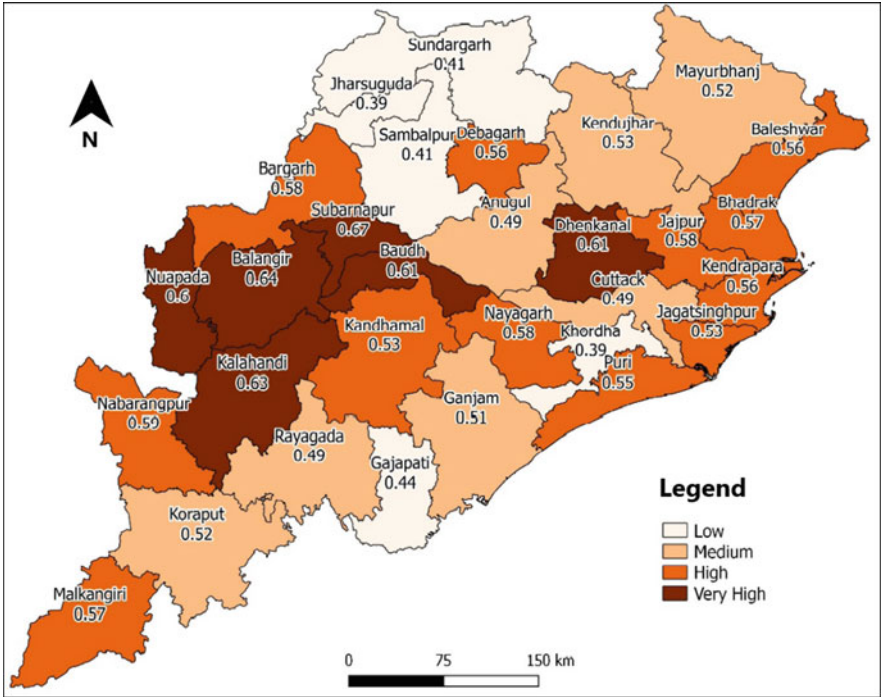 Sundargarh
0.41
Jharsuguda
0.39
Mayurbhanj
0.52
N
Sambalpur
0.41
Debagarh
0.56
Kendujhar
0.53
Baleshwar
0.56
Bargarh
0.58
Anugul
0.49
Bhadrak
0.57
Subarnapur
0.67
Dhenkanal
0.61
Jajpur
0.58
Nuapada
0.6
Balangir
0.64
Baudh
0.61
Cuttack
0.49
Kendrapara
0.56
Kandhamal
0.53
Nayagarh
0.58
Khordha
0.39
Jagatsinghpur
0.53
Kalahandi
0.63
Puri
0.55
Nabarangpur
0.59
Ganjam
0.51
Rayagada
0.49
Gajapati
0.44
Koraput
0.52
Malkangiri
0.57
Legend
Low
Medium
High
Very High
0 75 150 km